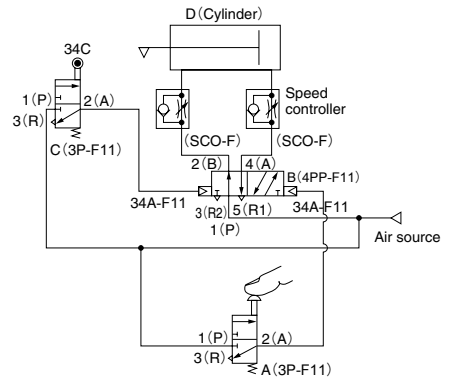 D(Cylinder)
34C
1(P)
2(A)
3(R)
C(3P-F11)
Speed
controller
(SCO-F)
(SCO-F)
2(B)
4(A)
B(4PP-F11)
34A-F11
3(R2)
5(R1)
34A-F11
1(P)
Air source
1(P)
2(A)
3(R)
A(3P-F11)